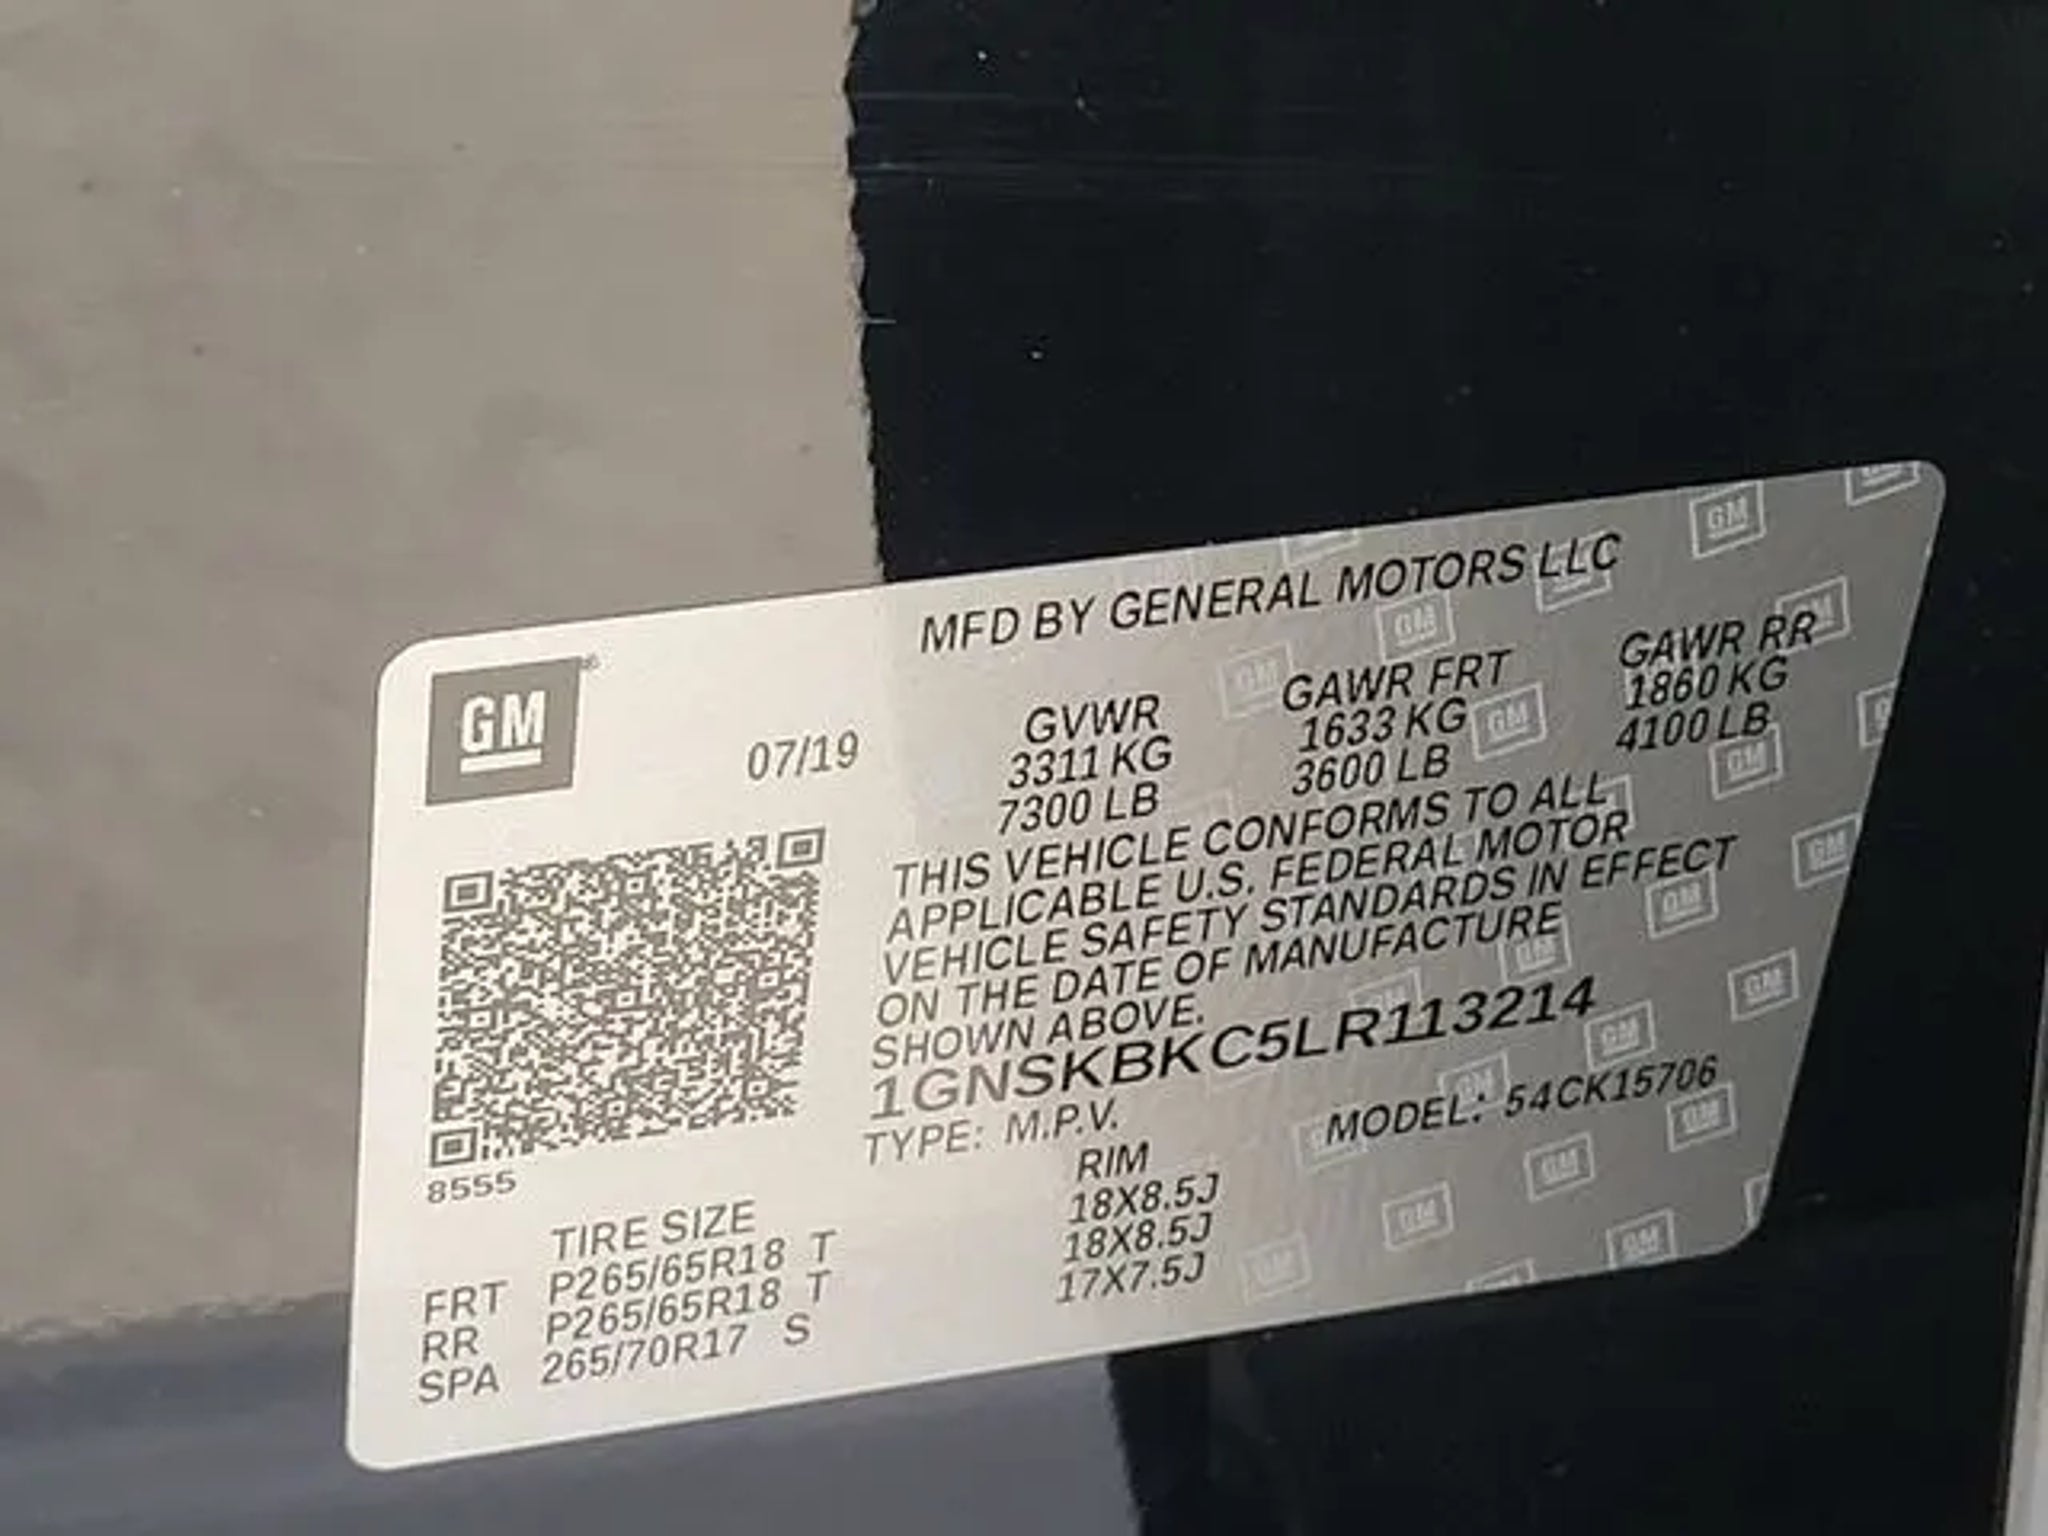 MFD BY GENERAL MOTORS LLC
GM
07/19
GVWR GAWR FRT GAWR RR
3311 KG 1633 KG 1860 KG
7300 LB 3600 LB 4100 LB
THIS VEHICLE CONFORMS TO ALL
APPLICABLE U.S. FEDERAL MOTOR
VEHICLE SAFETY STANDARDS IN EFFECT
ON THE DATE OF MANUFACTURE
SHOWN ABOVE.
1GNSKBKC5LR113214
TYPE: M.P.V. MODEL: 54CK15706
8555
TIRE SIZE RIM
FRT P265/65R18 T 18X8.5J
RR P265/65R18 T 18X8.5J
SPA 265/70R17 S 17X7.5J